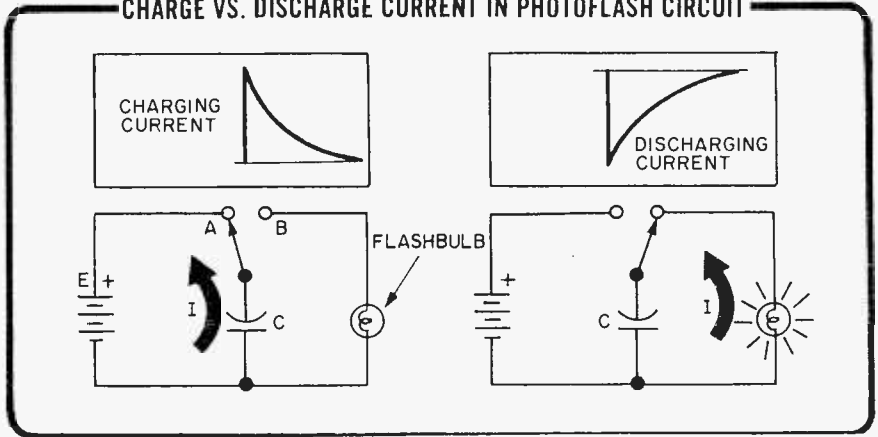 CHARGE VS. DISCHARGE CURRENT IN PHOTOFLASH CIRCUIT
CHARGING
CURRENT
DISCHARGING
CURRENT
A
B
FLASHBULB
E +
I
C
+
C
I